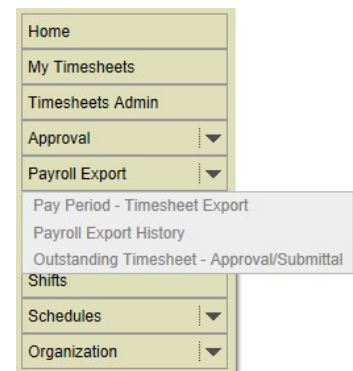 Home
My Timesheets
Timesheets Admin
Approval
Payroll Export
Pay Period - Timesheet Export
Payroll Export History
Outstanding Timesheet - Approval/Submittal
Shifts
Schedules
Organization